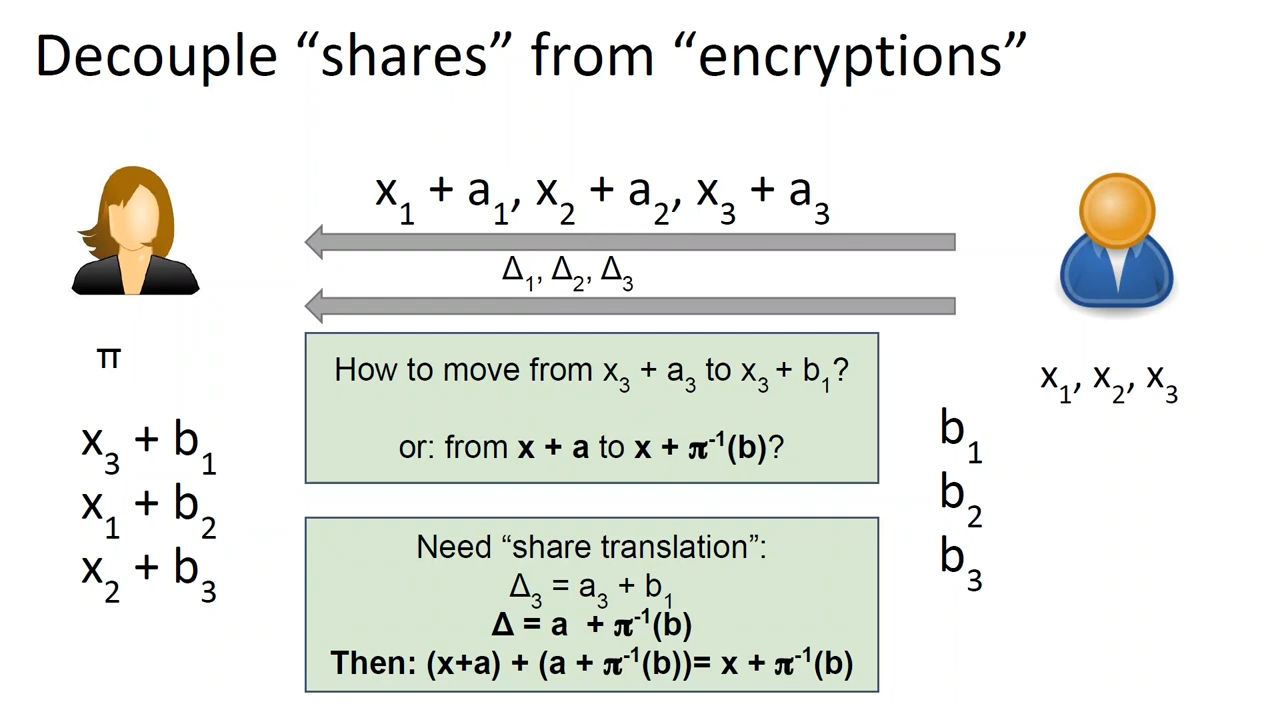 Decouple “shares” from “encryptions”
x₁ + a₁, x₂ + a₂, x₃ + a₃
Δ₁, Δ₂, Δ₃
π
x₁, x₂, x₃
How to move from x₃ + a₃ to x₃ + b₁?
or: from x + a to x + π⁻¹(b)?
x₃ + b₁
x₁ + b₂
x₂ + b₃
b₁
b₂
b₃
Need “share translation”:
Δ₃ = a₃ + b₁
Δ = a + π⁻¹(b)
Then: (x+a) + (a + π⁻¹(b))= x + π⁻¹(b)